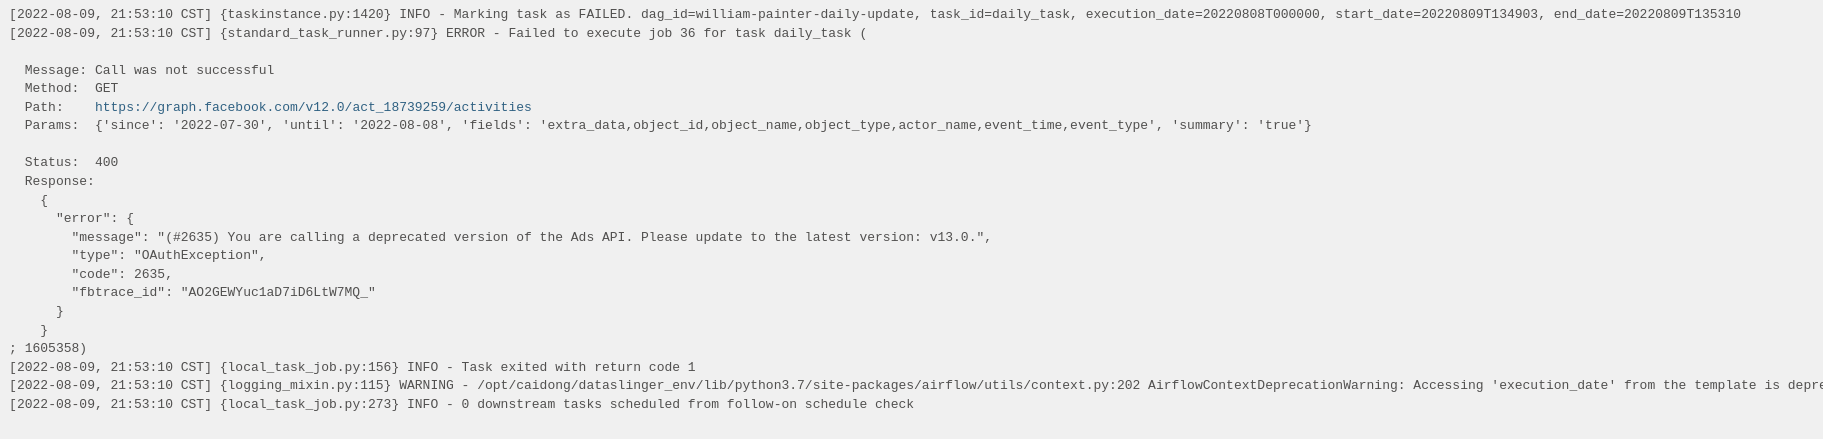 [2022-08-09, 21:53:10 CST] {taskinstance.py:1420} INFO - Marking task as FAILED. dag_id=william-painter-daily-update, task_id=daily_task, execution_date=20220808T000000, start_date=20220809T134903, end_date=20220809T135310
[2022-08-09, 21:53:10 CST] {standard_task_runner.py:97} ERROR - Failed to execute job 36 for task daily_task (
Message: Call was not successful
Method:  GET
Path:    https://graph.facebook.com/v12.0/act_18739259/activities
Params:  {'since': '2022-07-30', 'until': '2022-08-08', 'fields': 'extra_data,object_id,object_name,object_type,actor_name,event_time,event_type', 'summary': 'true'}
Status:  400
Response:
{
"error": {
"message": "(#2635) You are calling a deprecated version of the Ads API. Please update to the latest version: v13.0.",
"type": "OAuthException",
"code": 2635,
"fbtrace_id": "AO2GEWYuc1aD7iD6LtW7MQ_"
}
}
; 1605358)
[2022-08-09, 21:53:10 CST] {local_task_job.py:156} INFO - Task exited with return code 1
[2022-08-09, 21:53:10 CST] {logging_mixin.py:115} WARNING - /opt/caidong/dataslinger_env/lib/python3.7/site-packages/airflow/utils/context.py:202 AirflowContextDeprecationWarning: Accessing 'execution_date' from the template is depre
[2022-08-09, 21:53:10 CST] {local_task_job.py:273} INFO - 0 downstream tasks scheduled from follow-on schedule check